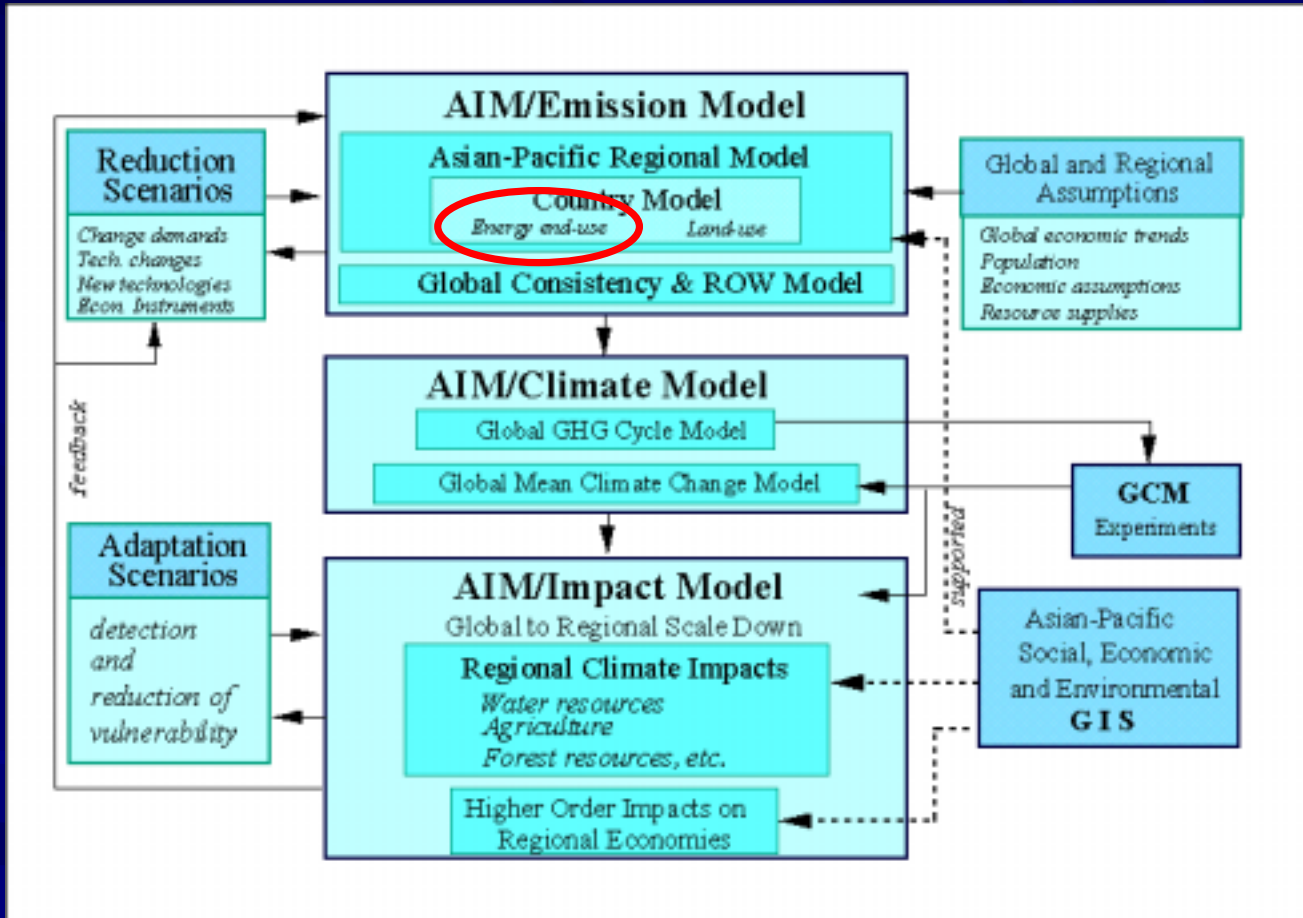 AIM/Emission Model
Asian-Pacific Regional Model
Country Model
Energy end-use Land-use
Global Consistency & ROW Model
Reduction
Scenarios
Change demands
Tech. changes
New technologies
Econ. Instruments
Global and Regional
Assumptions
Global economic trends
Population
Economic assumptions
Resource supplies
AIM/Climate Model
Global GHG Cycle Model
Global Mean Climate Change Model
feedback
GCM
Experiments
supported
Adaptation
Scenarios
detection
and
reduction of
vulnerability
AIM/Impact Model
Global to Regional Scale Down
Regional Climate Impacts
Water resources
Agriculture
Forest resources, etc.
Higher Order Impacts on
Regional Economies
Asian-Pacific
Social, Economic
and Environmental
GIS